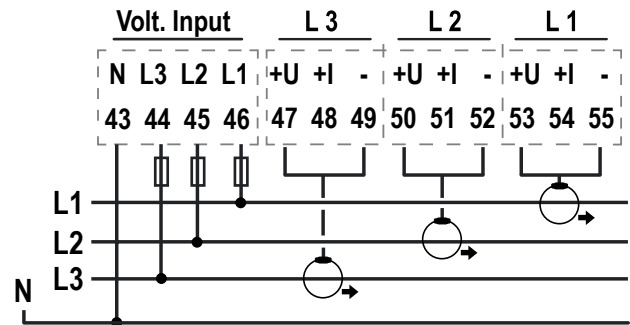 Volt. Input L 3 L 2 L 1
N L3 L2 L1 +U +I - +U +I - +U +I -
43 44 45 46 47 48 49 50 51 52 53 54 55
L1
L2
L3
N